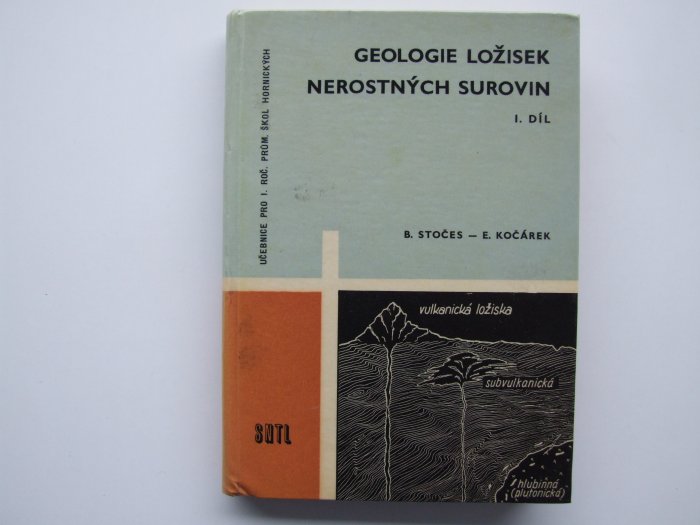 GEOLOGIE LOŽISEK
NEROSTNÝCH SUROVIN
I. DÍL
UČEBNICE PRO I. ROČ. PRŮM. ŠKOL HORNICKÝCH
B. STOČES — E. KOČÁREK
vulkanická ložiska
subvulkanická
hlubinná
(plutonická)
SNTL